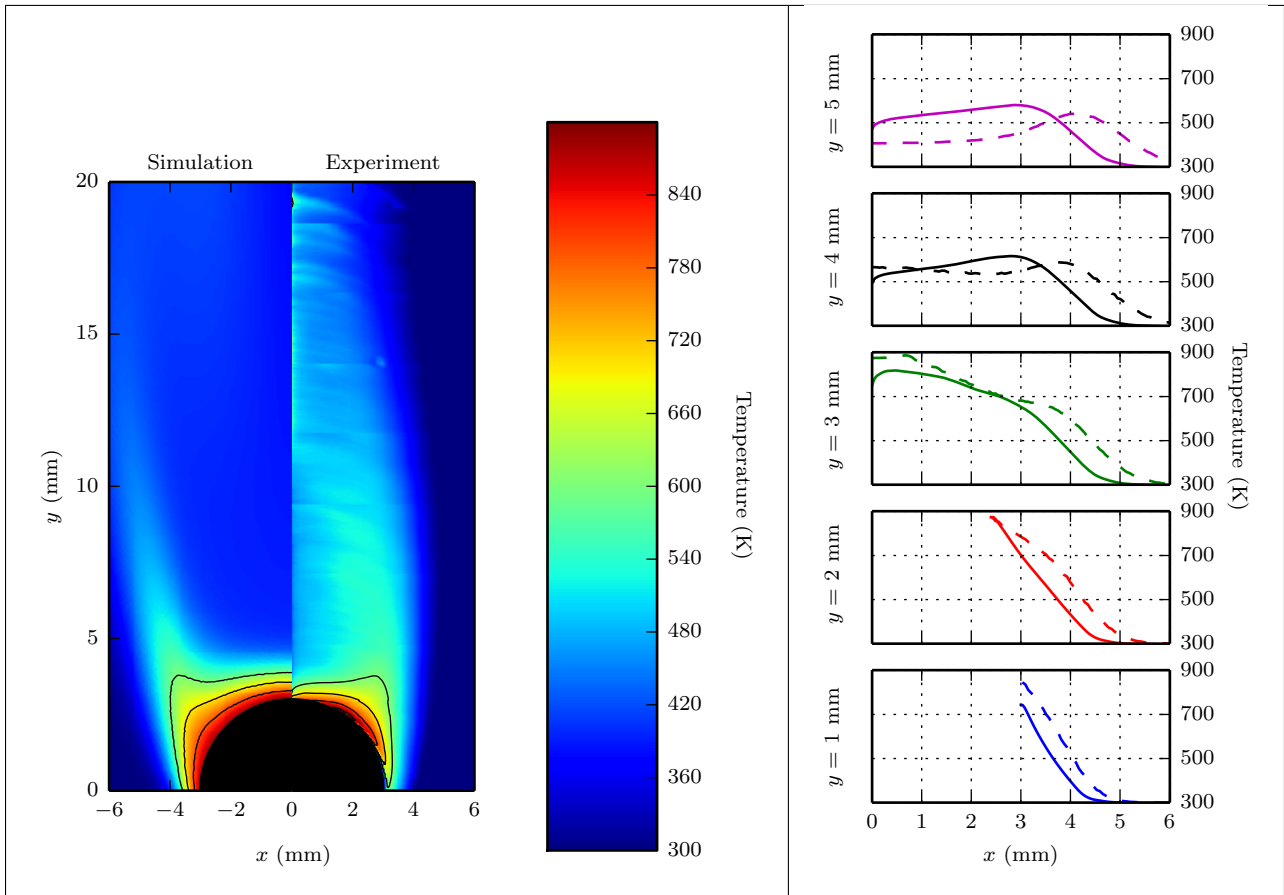 Simulation Experiment
20
15
10
5
0
−6 −4 −2 0 2 4 6
y (mm)
x (mm)
840
780
720
660
600
540
480
420
360
300
Temperature (K)
y = 5 mm
900
700
500
300
y = 4 mm
900
700
500
300
y = 3 mm
900
700
500
300
y = 2 mm
900
700
500
300
y = 1 mm
900
700
500
300
0 1 2 3 4 5 6
x (mm)
Temperature (K)